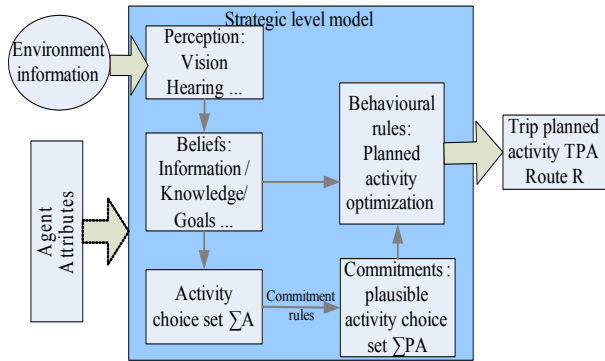 Strategic level model
Environment
information
Perception:
Vision
Hearing ...
Beliefs:
Information /
Knowledge/
Goals ...
Activity
choice set ∑A
Commitment
rules
Commitments :
plausible
activity choice
set ∑PA
Behavioural
rules:
Planned
activity
optimization
Trip planned
activity TPA
Route R
Agent
Attributes